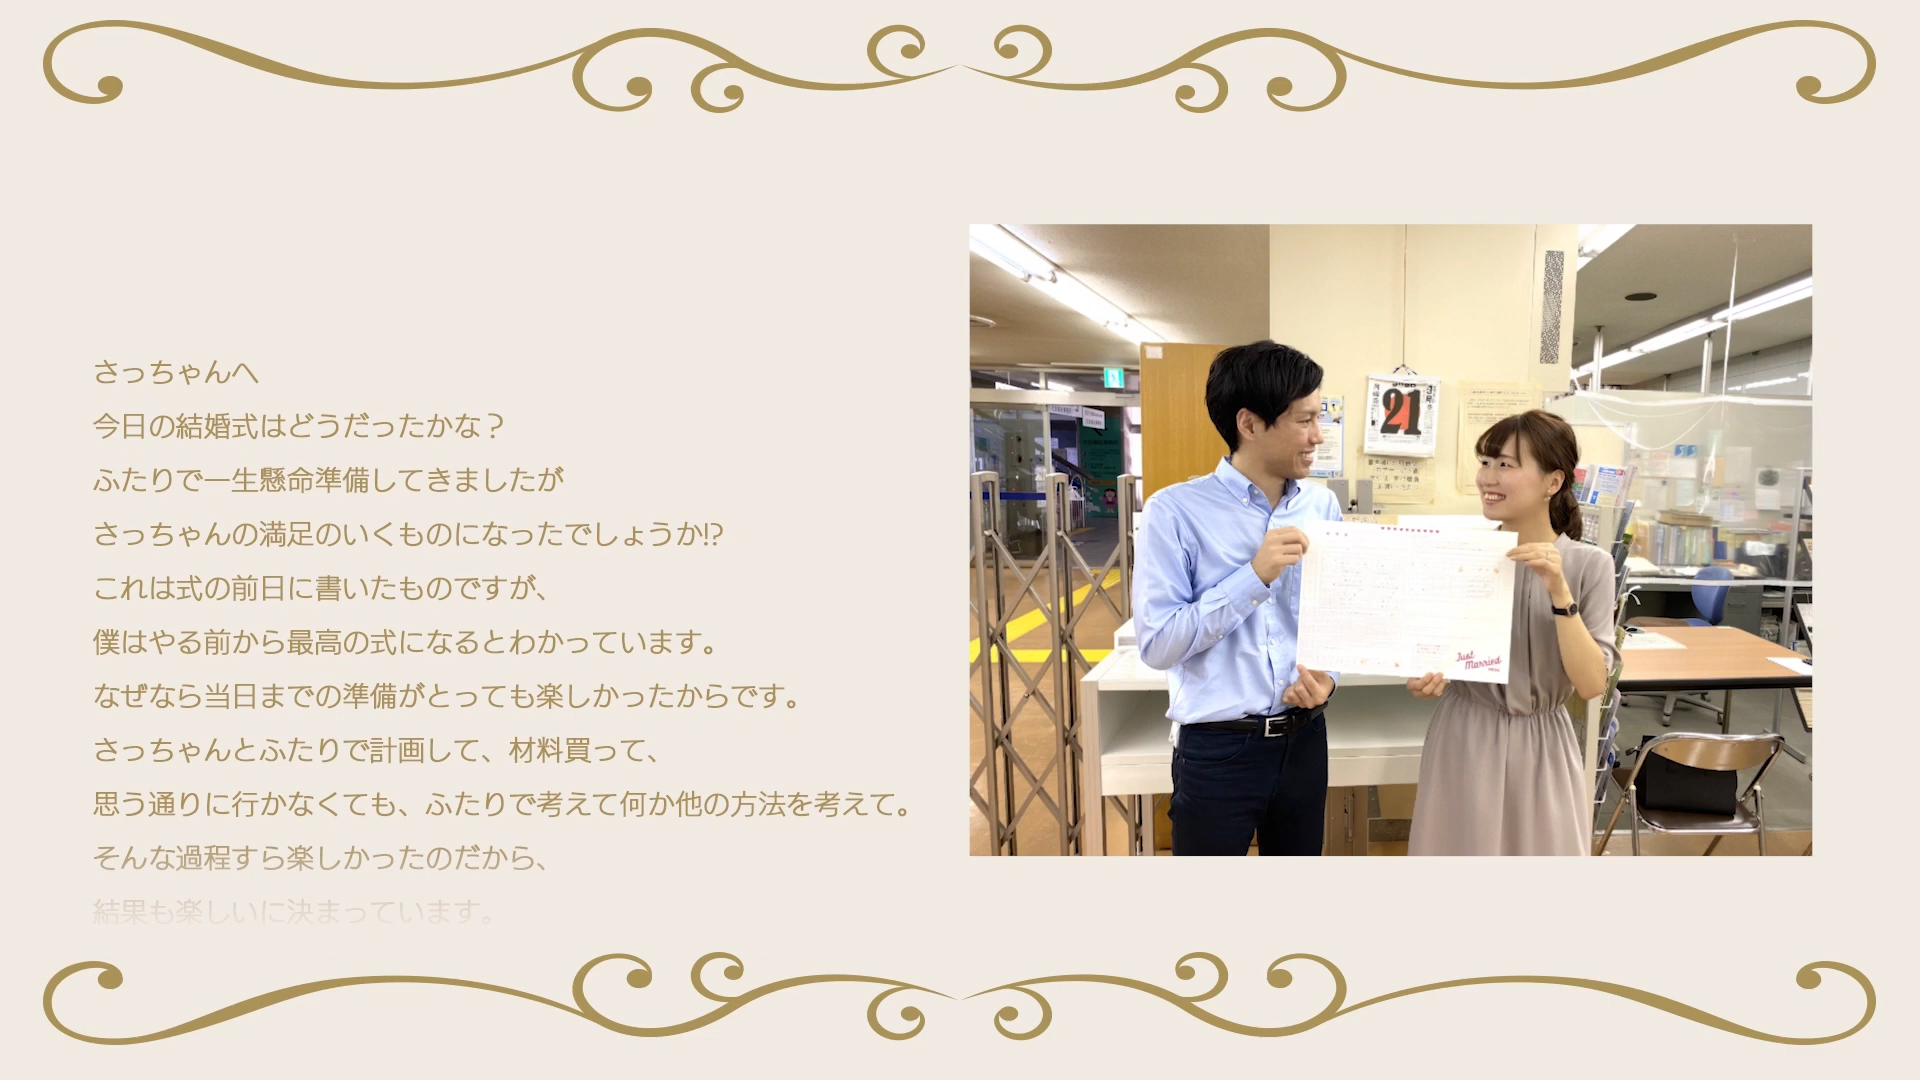 さっちゃんへ
今日の結婚式はどうだったかな？
ふたりで一生懸命準備してきましたが
さっちゃんの満足のいくものになったでしょうか!?
これは式の前日に書いたものですが、
僕はやる前から最高の式になるとわかっています。
なぜなら当日までの準備がとっても楽しかったからです。
さっちゃんとふたりで計画して、材料買って、
思う通りに行かなくても、ふたりで考えて何か他の方法を考えて。
そんな過程すら楽しかったのだから、
結果も楽しいに決まっています。
21
Just
Married